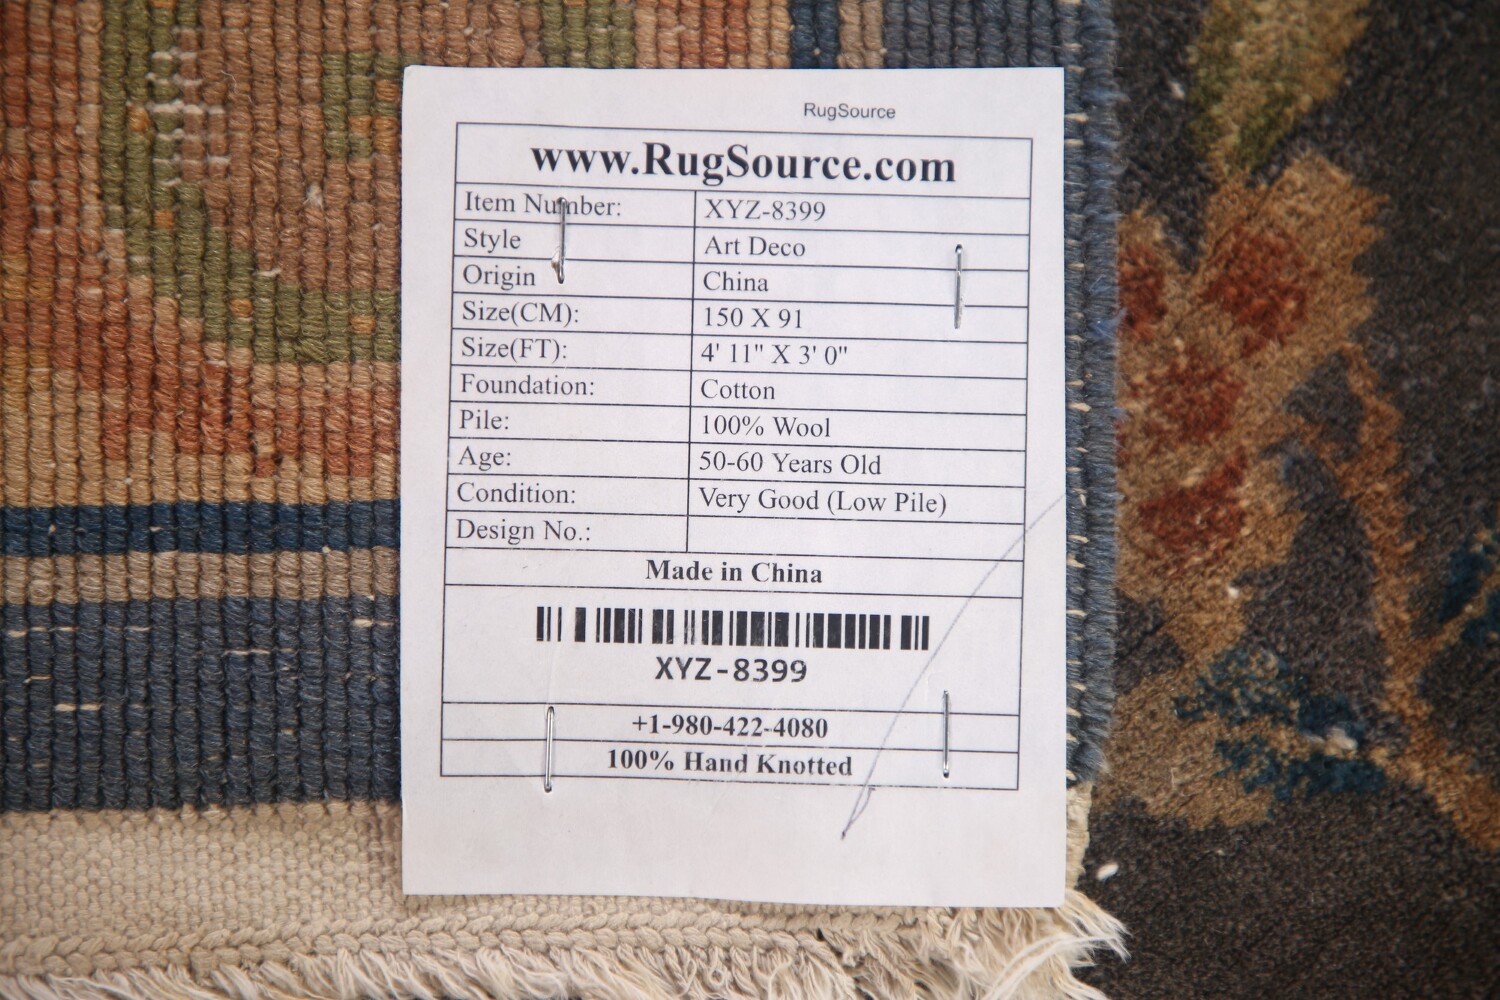 RugSource
www.RugSource.com
Item Number: XYZ-8399
Style Art Deco
Origin China
Size(CM): 150 X 91
Size(FT): 4' 11" X 3' 0"
Foundation: Cotton
Pile: 100% Wool
Age: 50-60 Years Old
Condition: Very Good (Low Pile)
Design No.:
Made in China
XYZ-8399
+1-980-422-4080
100% Hand Knotted